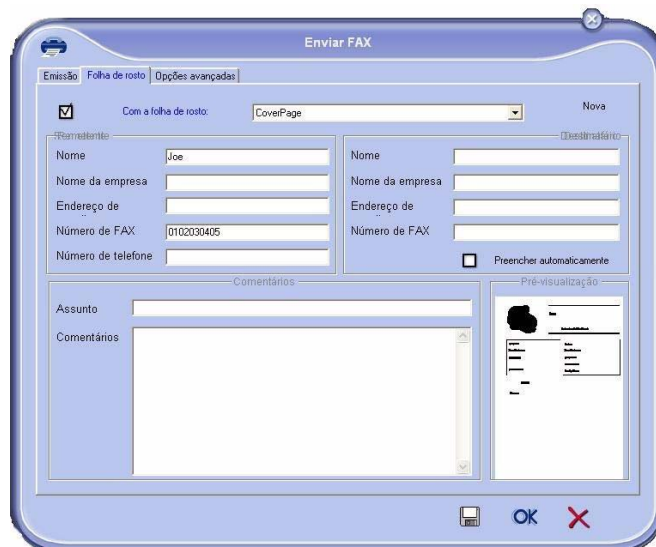 Enviar FAX
Emissão Folha de rosto Opções avançadas
Com a folha de rosto: CoverPage Nova
Remetente Destinatário
Nome Joe Nome
Nome da empresa Nome da empresa
Endereço de Endereço de
Número de FAX 0102030405 Número de FAX
Número de telefone Preencher automaticamente
Comentários Pré-visualização
Assunto
Comentários
OK